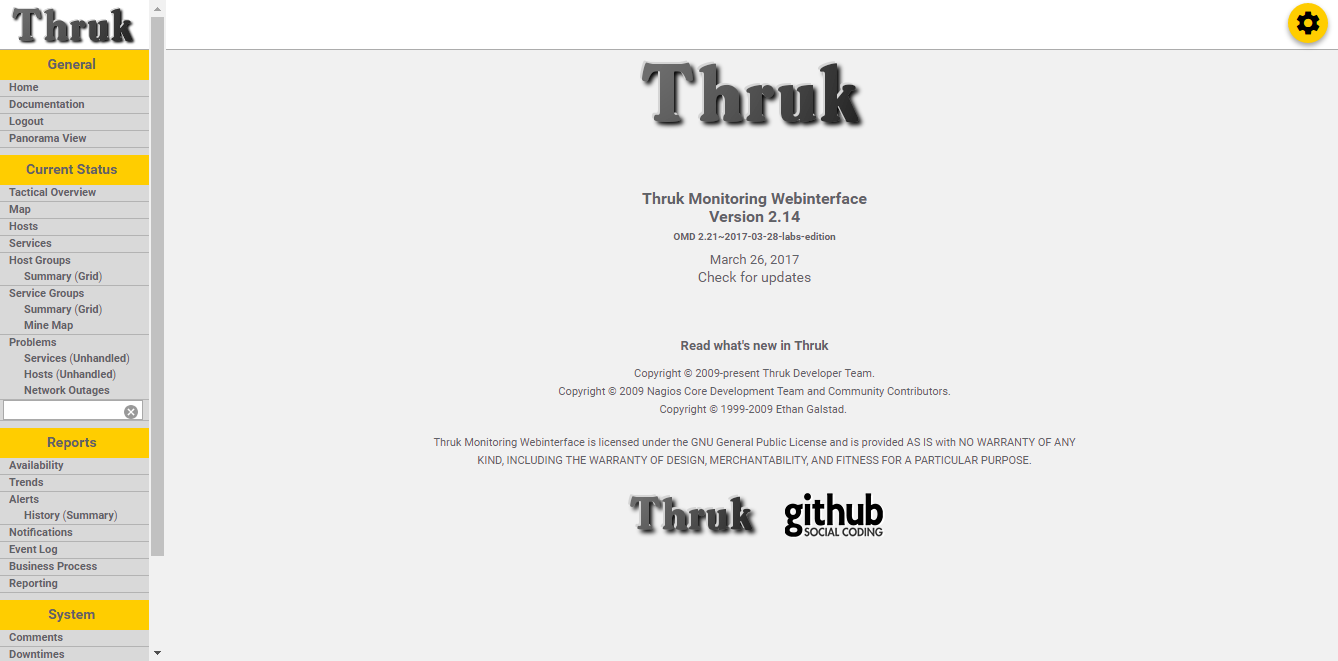 Thruk
General
Home
Documentation
Logout
Panorama View
Current Status
Tactical Overview
Map
Hosts
Services
Host Groups
Summary (Grid)
Service Groups
Summary (Grid)
Mine Map
Problems
Services (Unhandled)
Hosts (Unhandled)
Network Outages
Reports
Availability
Trends
Alerts
History (Summary)
Notifications
Event Log
Business Process
Reporting
System
Comments
Downtimes
Thruk
Thruk Monitoring Webinterface
Version 2.14
OMD 2.21~2017-03-28-labs-edition
March 26, 2017
Check for updates
Read what's new in Thruk
Copyright © 2009-present Thruk Developer Team.
Copyright © 2009 Nagios Core Development Team and Community Contributors.
Copyright © 1999-2009 Ethan Galstad.
Thruk Monitoring Webinterface is licensed under the GNU General Public License and is provided AS IS with NO WARRANTY OF ANY
KIND, INCLUDING THE WARRANTY OF DESIGN, MERCHANTABILITY, AND FITNESS FOR A PARTICULAR PURPOSE.
Thruk
github
SOCIAL CODING